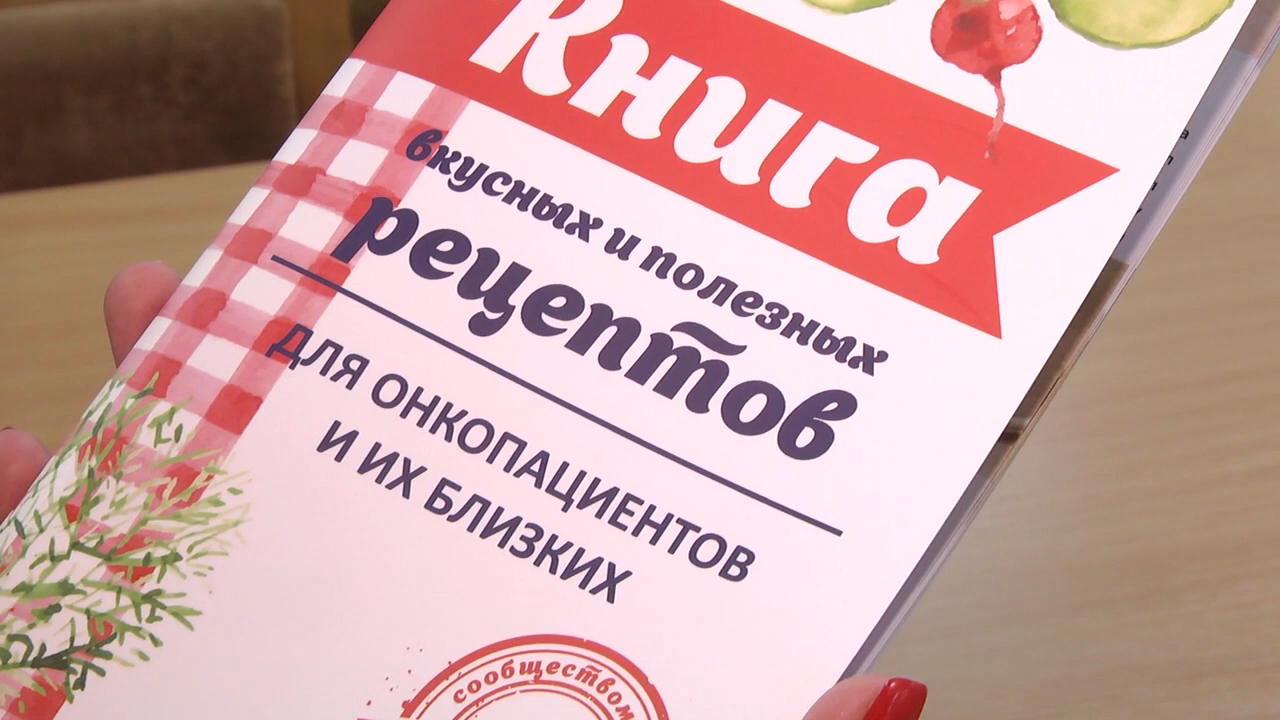 Книга
вкусных и полезных
рецептов
ДЛЯ ОНКОПАЦИЕНТОВ
И ИХ БЛИЗКИХ
сообществом